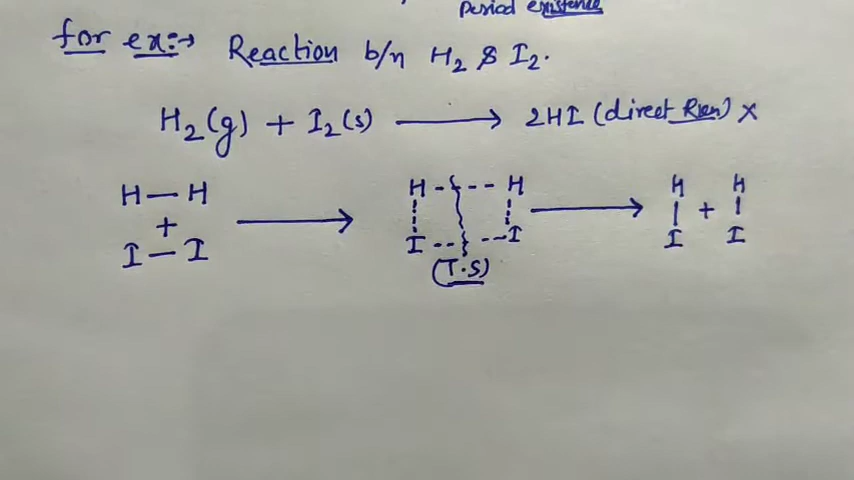 Period existence
for ex:→ Reaction b/n H₂ & I₂.
H₂(g) + I₂(s) ⟶ 2HI (direct Rxn) ×
H—H H---H H H
+ ⟶ ⟶ | + |
I—I I-- --I I I
(T.S)